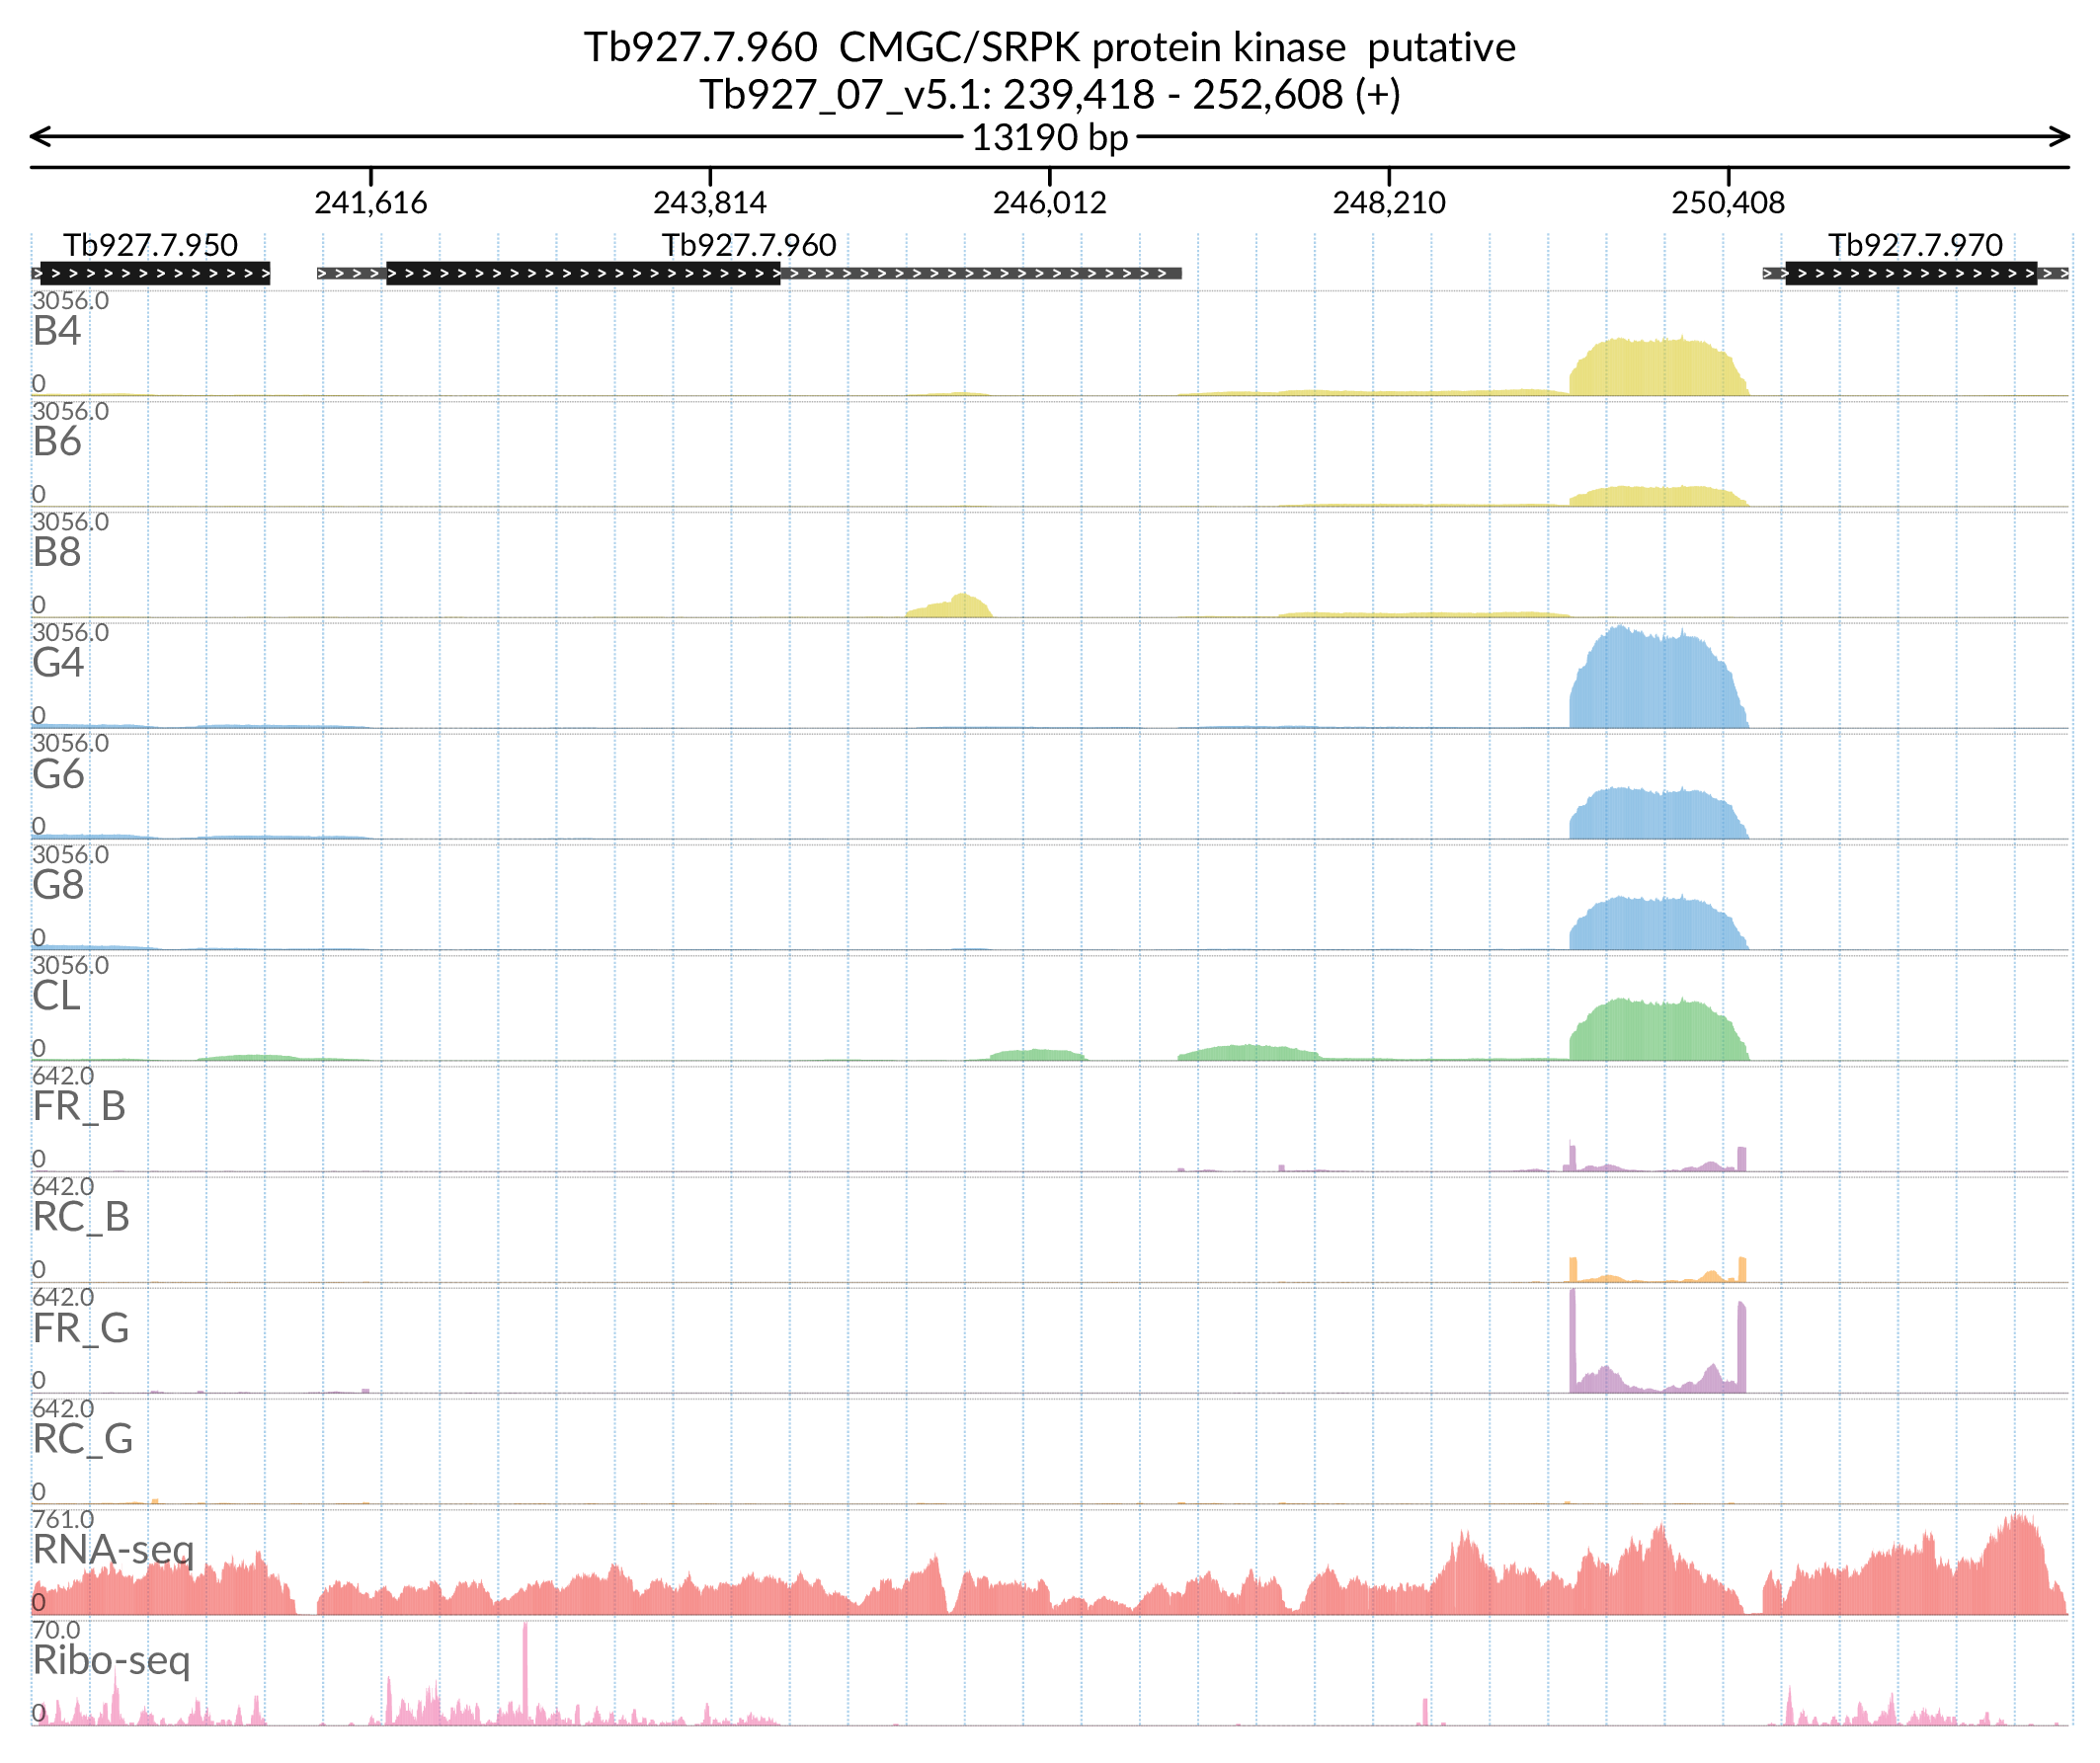 Tb927.7.960 CMGC/SRPK protein kinase putative
Tb927_07_v5.1: 239,418 - 252,608 (+)
13190 bp
241,616 243,814 246,012 248,210 250,408
Tb927.7.950 Tb927.7.960 Tb927.7.970
3056.0
B4
0
3056.0
B6
0
3056.0
B8
0
3056.0
G4
0
3056.0
G6
0
3056.0
G8
0
3056.0
CL
0
642.0
FR_B
0
642.0
RC_B
0
642.0
FR_G
0
642.0
RC_G
0
761.0
RNA-seq
0
70.0
Ribo-seq
0